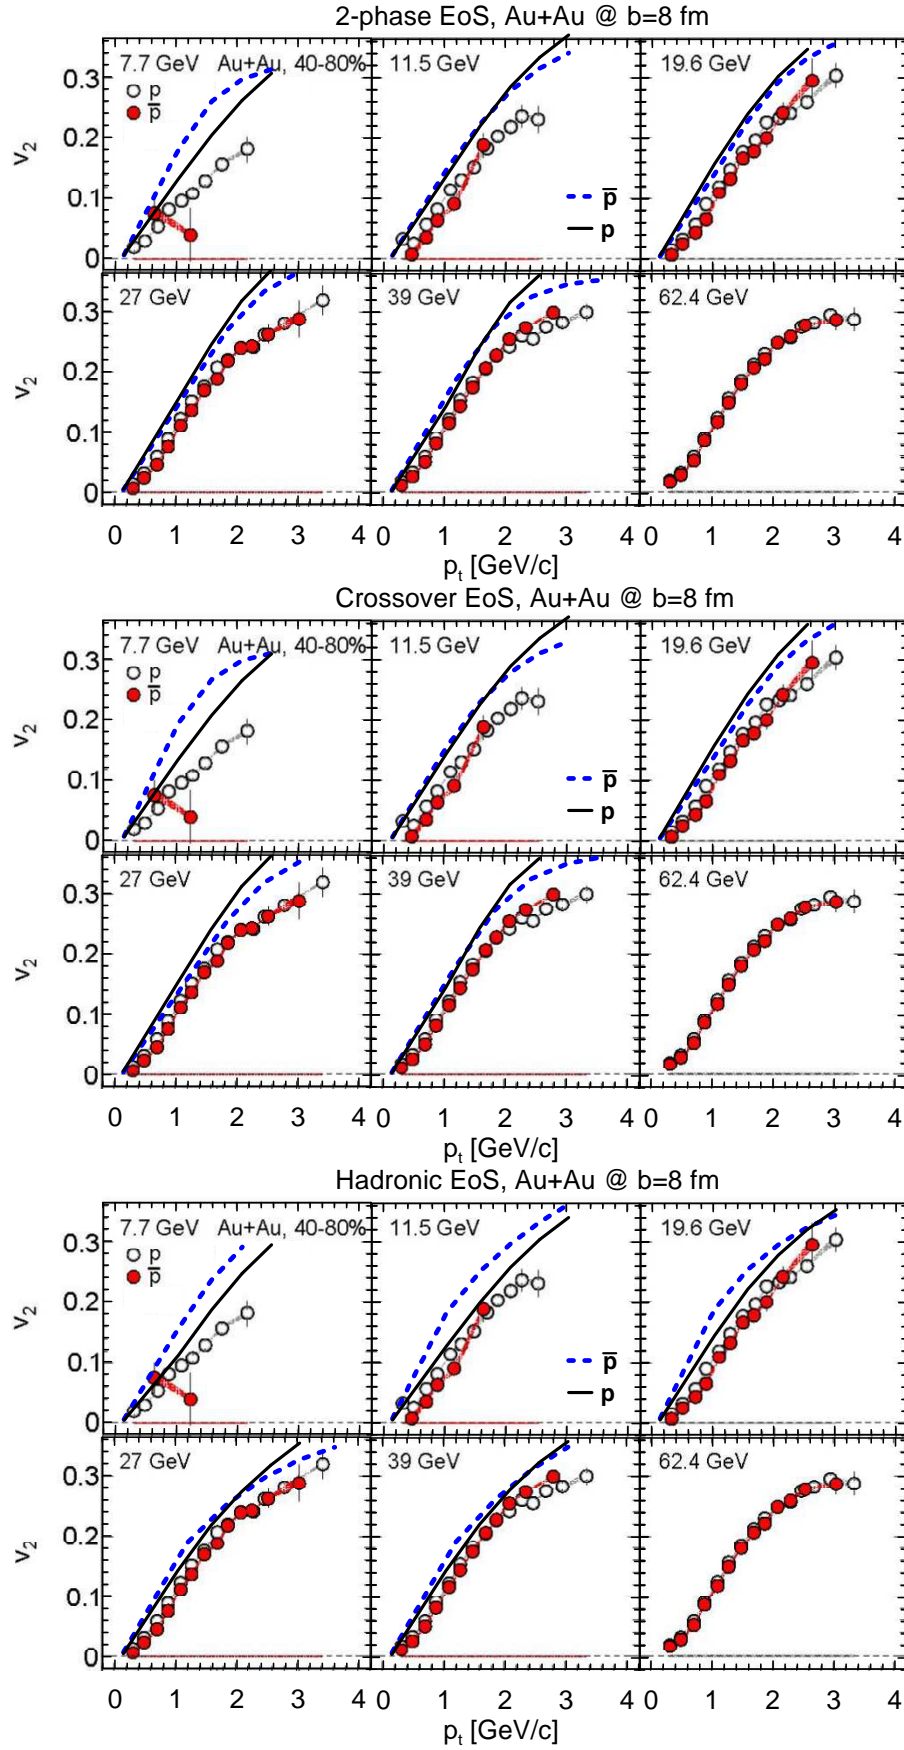 2-phase EoS, Au+Au @ b=8 fm
7.7 GeV Au+Au, 40-80%
11.5 GeV
19.6 GeV
p
p̅
p̅
p
0.3
0.2
0.1
0
v₂
27 GeV
39 GeV
62.4 GeV
0.3
0.2
0.1
0
v₂
0 1 2 3 4 0 1 2 3 4 0 1 2 3 4
pₜ [GeV/c]
Crossover EoS, Au+Au @ b=8 fm
7.7 GeV Au+Au, 40-80%
11.5 GeV
19.6 GeV
p
p̅
p̅
p
0.3
0.2
0.1
0
v₂
27 GeV
39 GeV
62.4 GeV
0.3
0.2
0.1
0
v₂
0 1 2 3 4 0 1 2 3 4 0 1 2 3 4
pₜ [GeV/c]
Hadronic EoS, Au+Au @ b=8 fm
7.7 GeV Au+Au, 40-80%
11.5 GeV
19.6 GeV
p
p̅
p̅
p
0.3
0.2
0.1
0
v₂
27 GeV
39 GeV
62.4 GeV
0.3
0.2
0.1
0
v₂
0 1 2 3 4 0 1 2 3 4 0 1 2 3 4
pₜ [GeV/c]